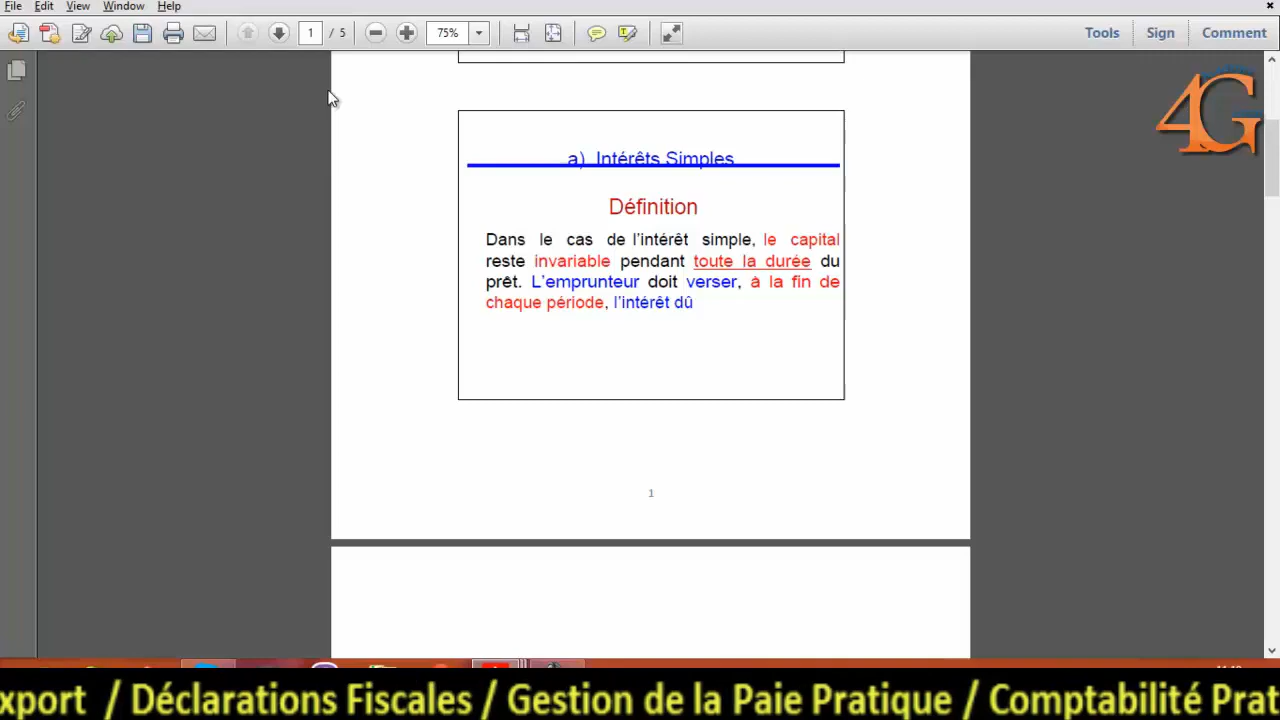 File Edit View Window Help
1 / 5 75% Tools Sign Comment
4G
a) Intérêts Simples
Définition
Dans le cas de l'intérêt simple, le capital
reste invariable pendant toute la durée du
prêt. L'emprunteur doit verser, à la fin de
chaque période, l'intérêt dû
1
xport / Déclarations Fiscales / Gestion de la Paie Pratique / Comptabilité Prat